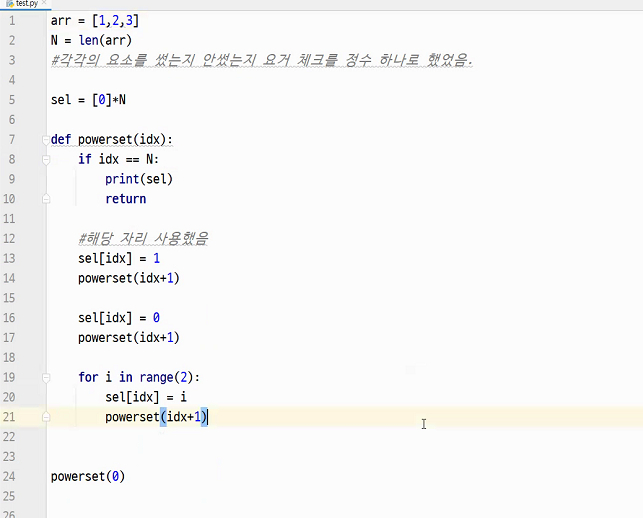 test.py
1 arr = [1,2,3]
2 N = len(arr)
3 #각각의 요소를 썼는지 안썼는지 요거 체크를 정수 하나로 했었음.
4
5 sel = [0]*N
6
7 def powerset(idx):
8 if idx == N:
9 print(sel)
10 return
11
12 #해당 자리 사용했음
13 sel[idx] = 1
14 powerset(idx+1)
15
16 sel[idx] = 0
17 powerset(idx+1)
18
19 for i in range(2):
20 sel[idx] = i
21 powerset(idx+1)
22
23
24 powerset(0)
25
26